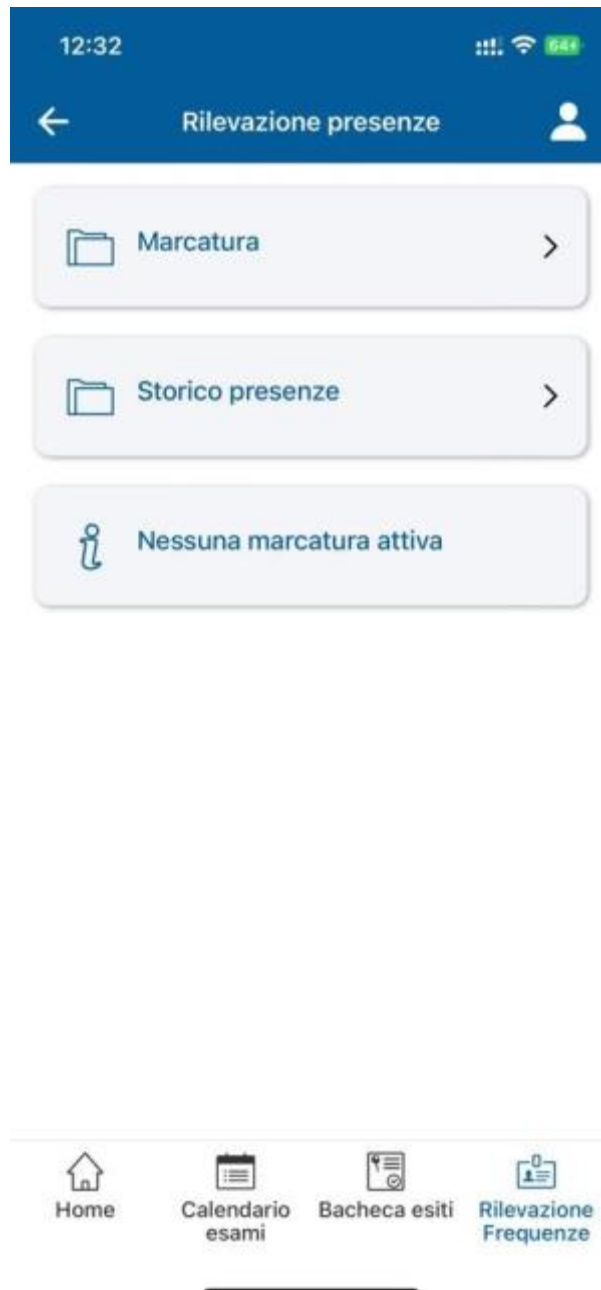 12:32
64+
Rilevazione presenze
Marcatura
Storico presenze
Nessuna marcatura attiva
Home
Calendario esami
Bacheca esiti
Rilevazione Frequenze